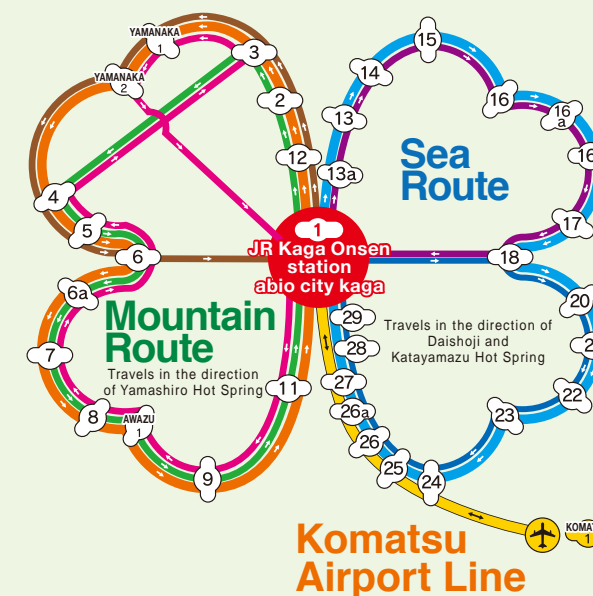 YAMANAKA
1
YAMANAKA
2
3
2
12
4
5
6
6a
7
8
AWAZU
1
9
11
1
JR Kaga Onsen
station
abio city kaga
Mountain
Route
Travels in the direction
of Yamashiro Hot Spring
15
14
13
13a
16
16
a
17
18
20
22
23
24
25
26
26a
27
28
29
Sea
Route
Travels in the direction of
Daishoji and
Katayamazu Hot Spring
1
Komatsu
Airport Line